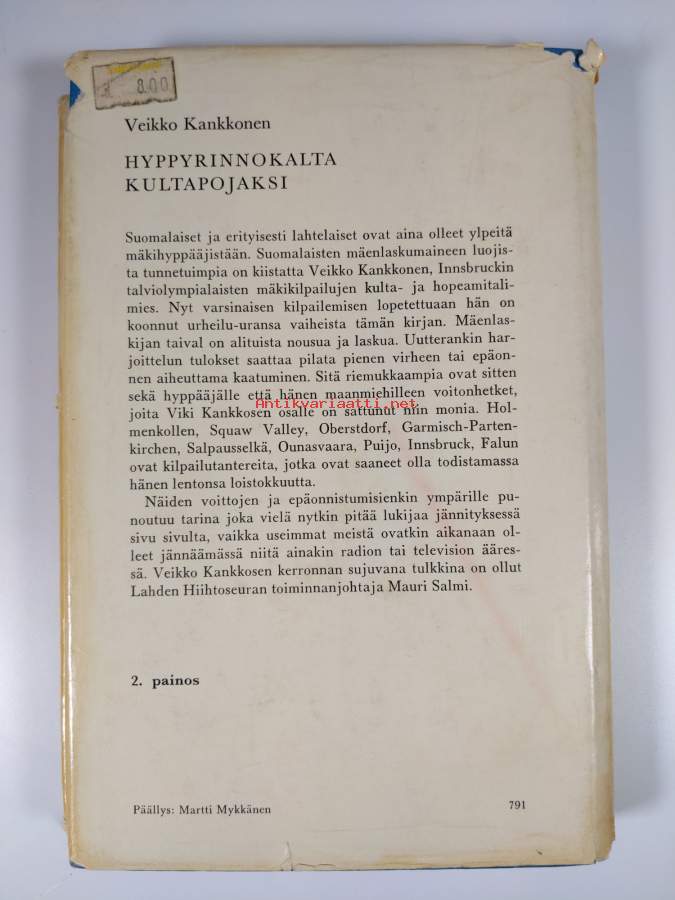 8.00
Veikko Kankkonen
HYPPYRINNOKALTA
KULTAPOJAKSI
Suomalaiset ja erityisesti lahtelaiset ovat aina olleet ylpeitä
mäkihyppääjistään. Suomalaisten mäenlaskumaineen luojis-
ta tunnetuimpia on kiistatta Veikko Kankkonen, Innsbruckin
talviolympialaisten mäkikilpailujen kulta- ja hopeamitali-
mies. Nyt varsinaisen kilpailemisen lopetettuaan hän on
koonnut urheilu-uransa vaiheista tämän kirjan. Mäenlas-
kijan taival on alituista nousua ja laskua. Uutterankin har-
joittelun tulokset saattaa pilata pienen virheen tai epäon-
nen aiheuttama kaatuminen. Sitä riemukkaampia ovat sitten
sekä hyppääjälle että hänen maanmiehilleen voitonhetket,
Antikvariaatti.net
joita Viki Kankkosen osalle on sattunut niin monia. Hol-
menkollen, Squaw Valley, Oberstdorf, Garmisch-Parten-
kirchen, Salpausselkä, Ounasvaara, Puijo, Innsbruck, Falun
ovat kilpailutantereita, jotka ovat saaneet olla todistamassa
hänen lentonsa loistokkuutta.
Näiden voittojen ja epäonnistumisienkin ympärille pu-
noutuu tarina joka vielä nytkin pitää lukijaa jännityksessä
sivu sivulta, vaikka useimmat meistä ovatkin aikanaan ol-
leet jännäämässä niitä ainakin radion tai television ääres-
sä. Veikko Kankkosen kerronnan sujuvana tulkkina on ollut
Lahden Hiihtoseuran toiminnanjohtaja Mauri Salmi.
2. painos
Päällys: Martti Mykkänen
791